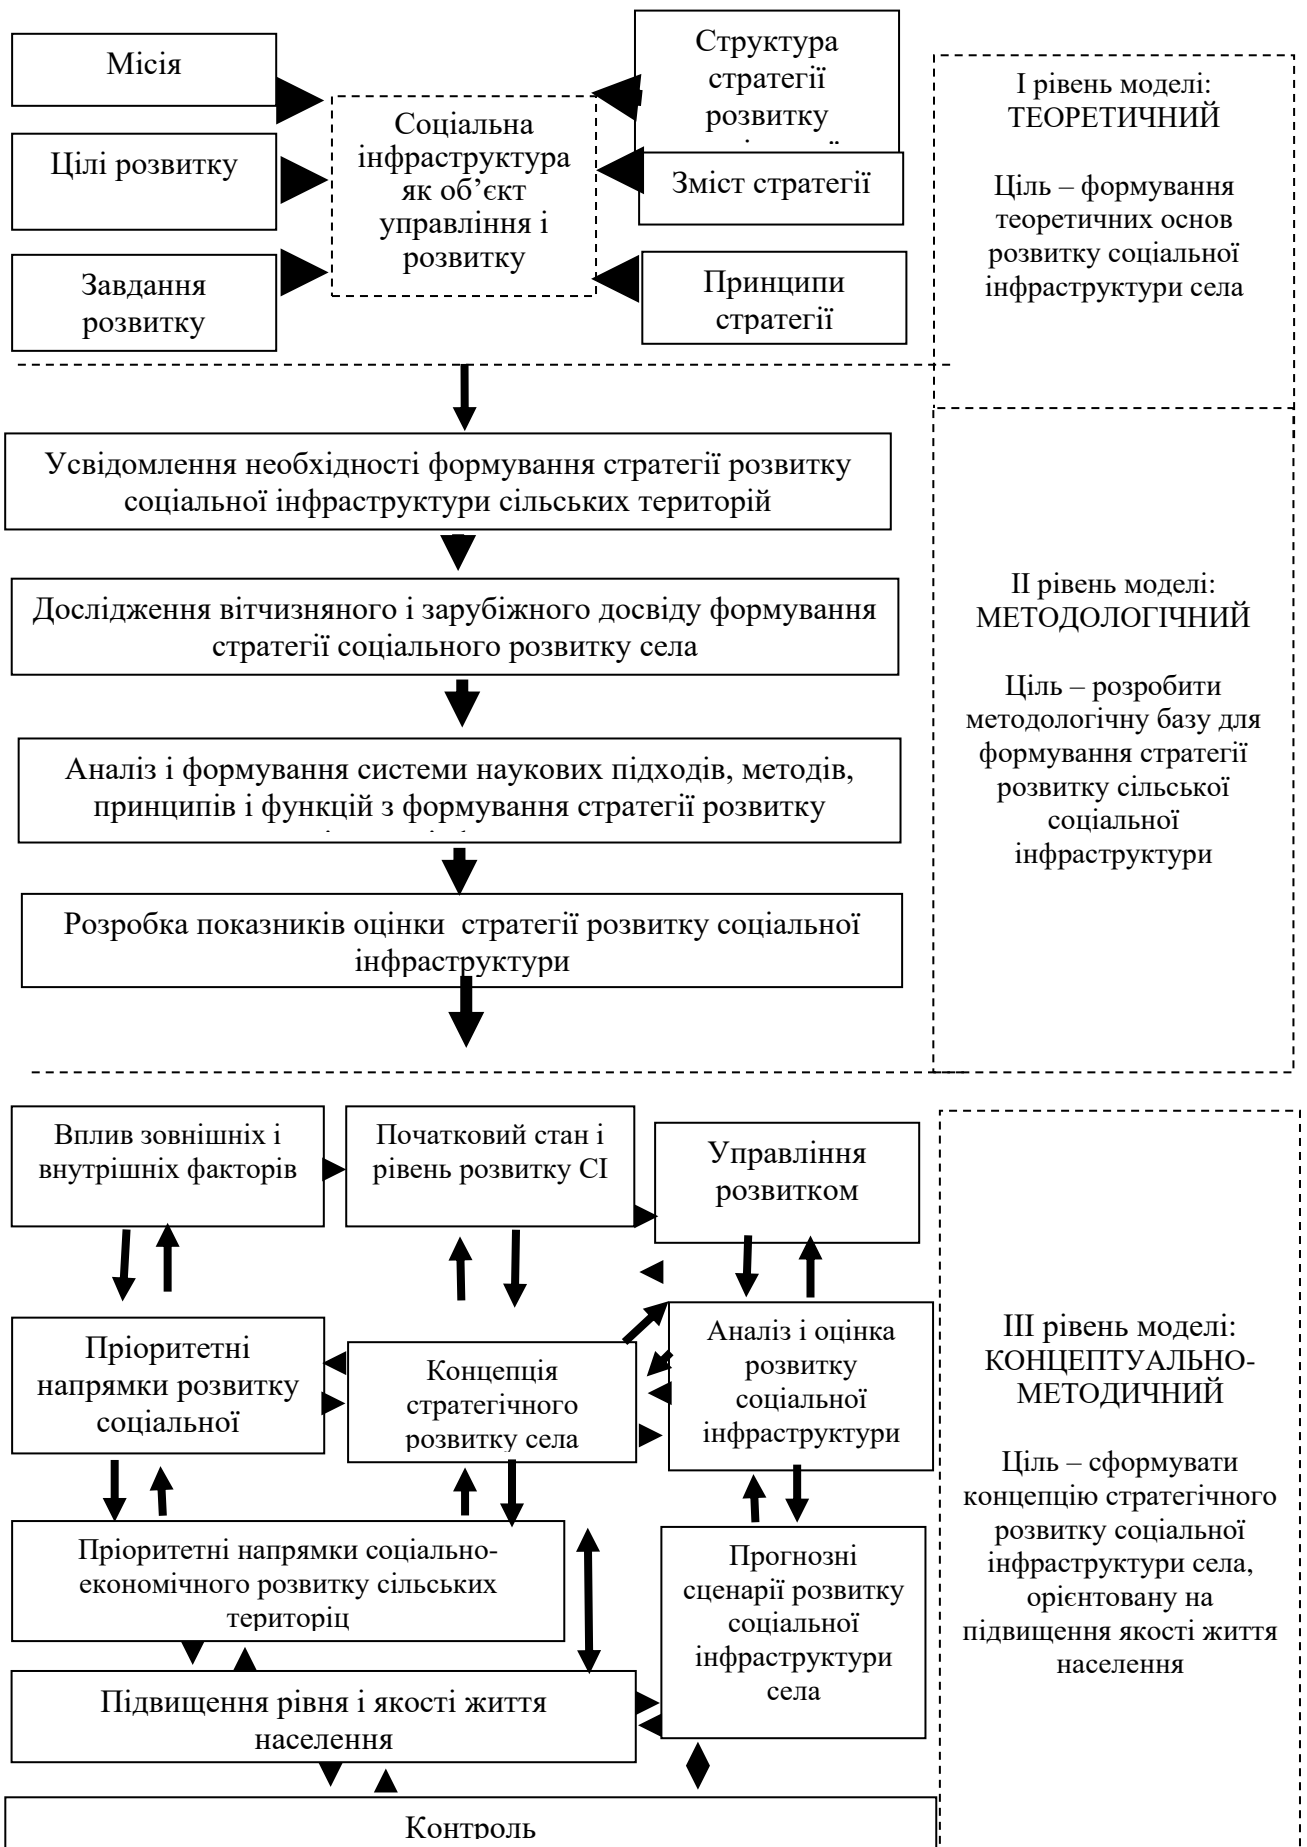 Місія
Цілі розвитку
Завдання
розвитку
Соціальна
інфраструктура
як об’єкт
управління і
розвитку
Структура
стратегії
розвитку
Зміст стратегії
Принципи
стратегії
І рівень моделі:
ТЕОРЕТИЧНИЙ
Ціль – формування
теоретичних основ
розвитку соціальної
інфраструктури села
Усвідомлення необхідності формування стратегії розвитку
соціальної інфраструктури сільських територій
Дослідження вітчизняного і зарубіжного досвіду формування
стратегії соціального розвитку села
Аналіз і формування системи наукових підходів, методів,
принципів і функцій з формування стратегії розвитку
Розробка показників оцінки стратегії розвитку соціальної
інфраструктури
ІІ рівень моделі:
МЕТОДОЛОГІЧНИЙ
Ціль – розробити
методологічну базу для
формування стратегії
розвитку сільської
соціальної
інфраструктури
Вплив зовнішніх і
внутрішніх факторів
Початковий стан і
рівень розвитку СІ
Управління
розвитком
Пріоритетні
напрямки розвитку
соціальної
Концепція
стратегічного
розвитку села
Аналіз і оцінка
розвитку
соціальної
інфраструктури
Пріоритетні напрямки соціально-
економічного розвитку сільських
територіц
Прогнозні
сценарії розвитку
соціальної
інфраструктури
села
Підвищення рівня і якості життя
населення
Контроль
ІІІ рівень моделі:
КОНЦЕПТУАЛЬНО-
МЕТОДИЧНИЙ
Ціль – сформувати
концепцію стратегічного
розвитку соціальної
інфраструктури села,
орієнтовану на
підвищення якості життя
населення